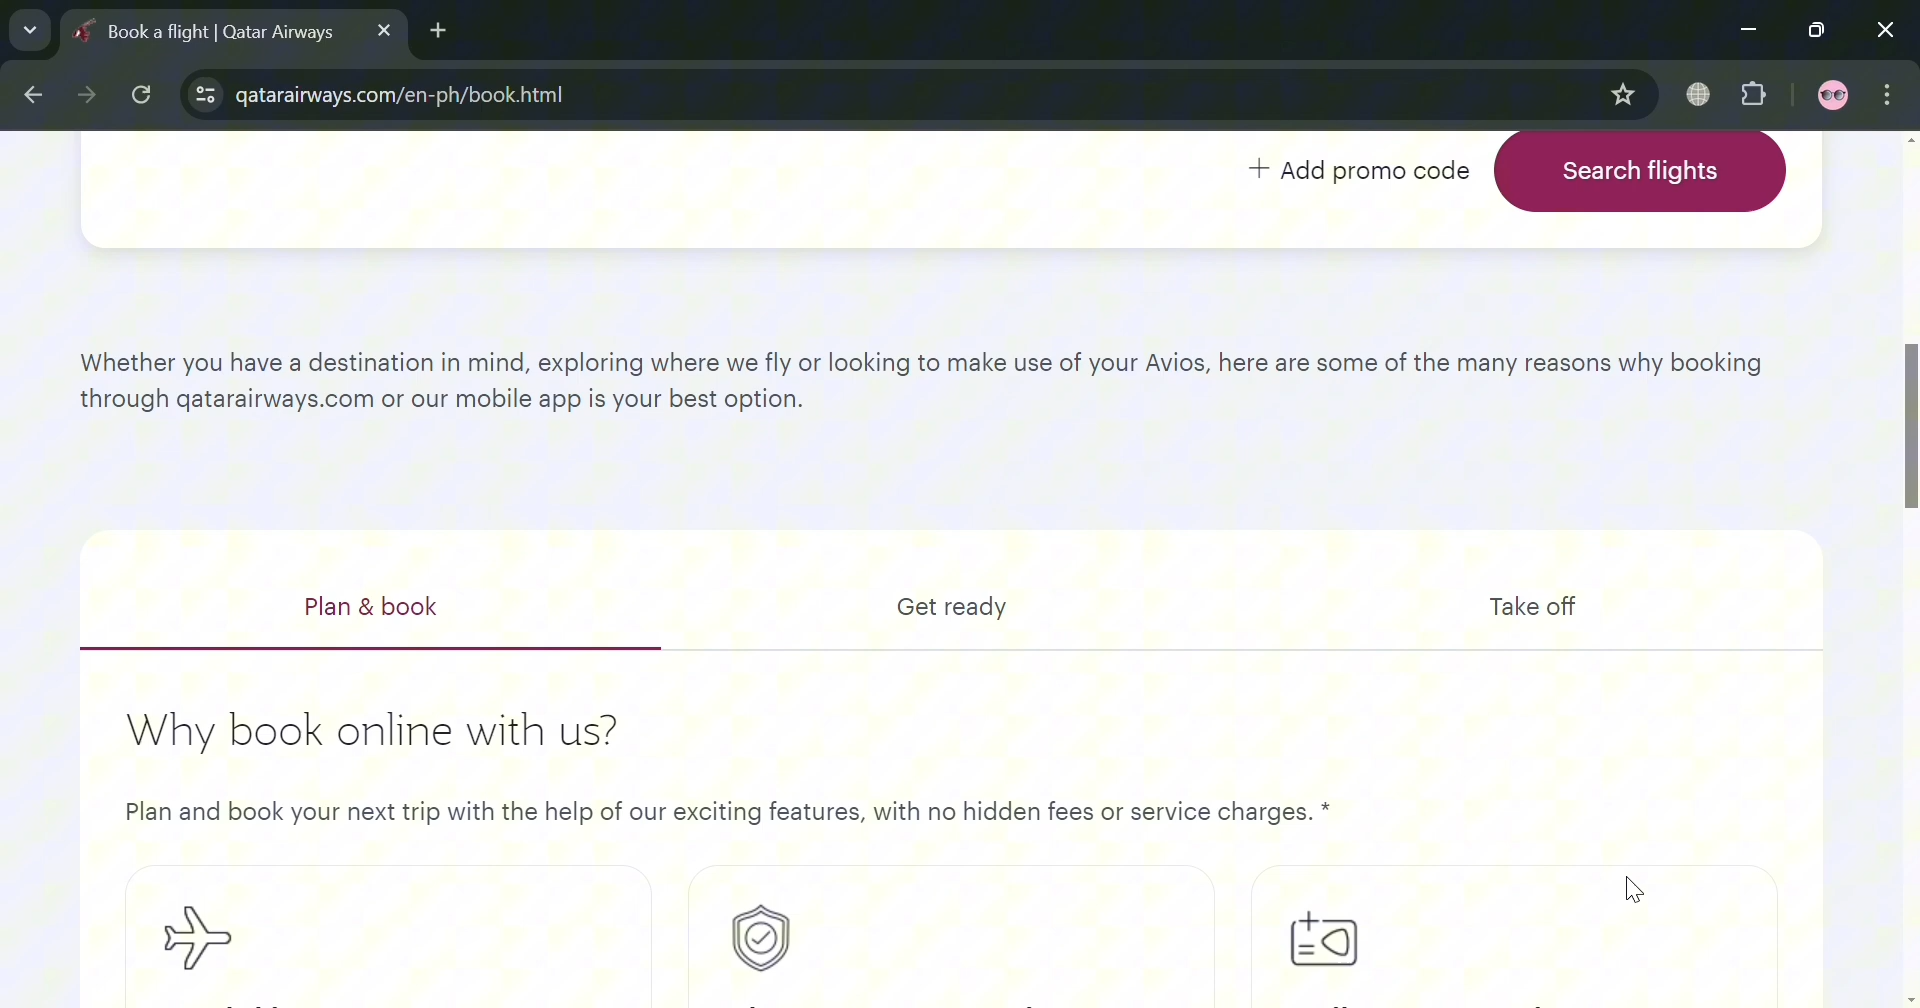 Book a flight | Qatar Airways
qatarairways.com/en-ph/book.html
+ Add promo code
Search flights
Whether you have a destination in mind, exploring where we fly or looking to make use of your Avios, here are some of the many reasons why booking
through qatarairways.com or our mobile app is your best option.
Plan & book
Get ready
Take off
Why book online with us?
Plan and book your next trip with the help of our exciting features, with no hidden fees or service charges. *